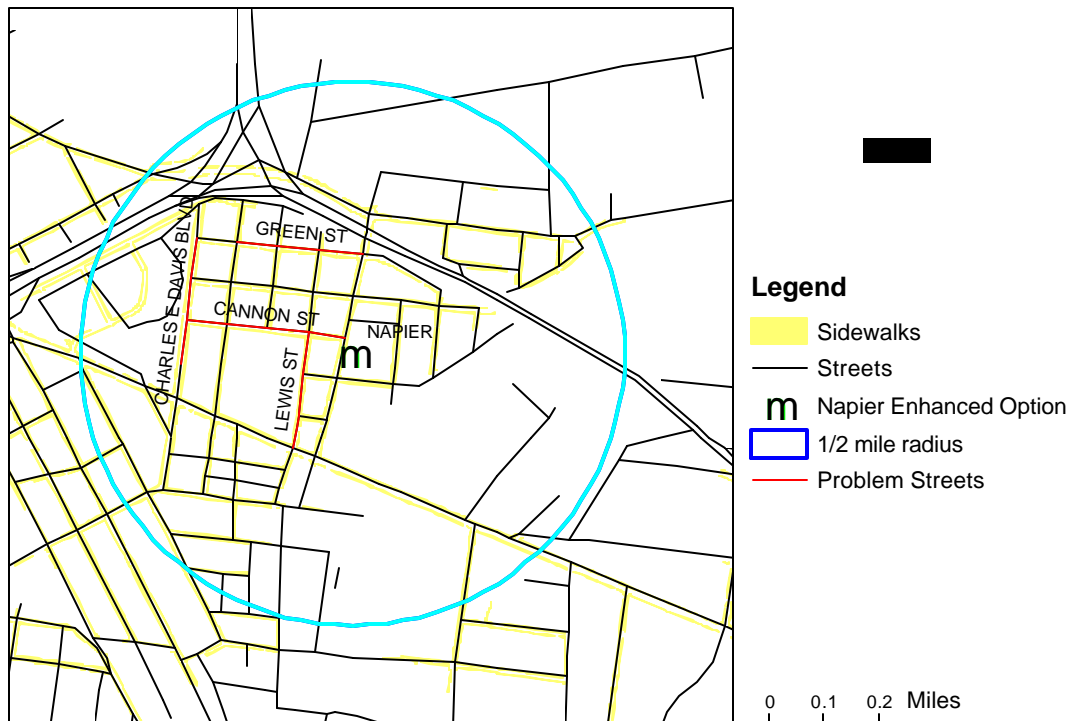 GREEN ST
CHARLES E DAVIS BLVD
CANNON ST
NAPIER
m
LEWIS ST
Legend
Sidewalks
Streets
m Napier Enhanced Option
1/2 mile radius
Problem Streets
0 0.1 0.2 Miles